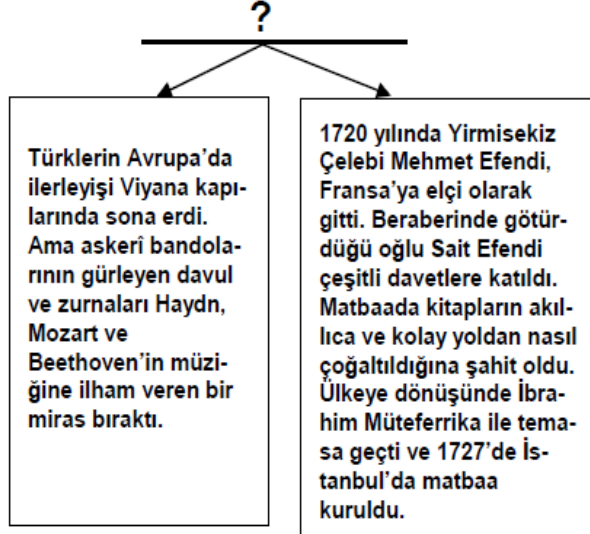 ?
Türklerin Avrupa’da
ilerleyişi Viyana kapı-
larında sona erdi.
Ama askerî bandola-
rının gürleyen davul
ve zurnaları Haydn,
Mozart ve
Beethoven’in müzi-
ğine ilham veren bir
miras bıraktı.
1720 yılında Yirmisekiz
Çelebi Mehmet Efendi,
Fransa’ya elçi olarak
gitti. Beraberinde götür-
düğü oğlu Sait Efendi
çeşitli davetlere katıldı.
Matbaada kitapların akıl-
lıca ve kolay yoldan nasıl
çoğaltıldığına şahit oldu.
Ülkeye dönüşünde İbra-
him Müteferrika ile tema-
sa geçti ve 1727’de İs-
tanbul’da matbaa
kuruldu.